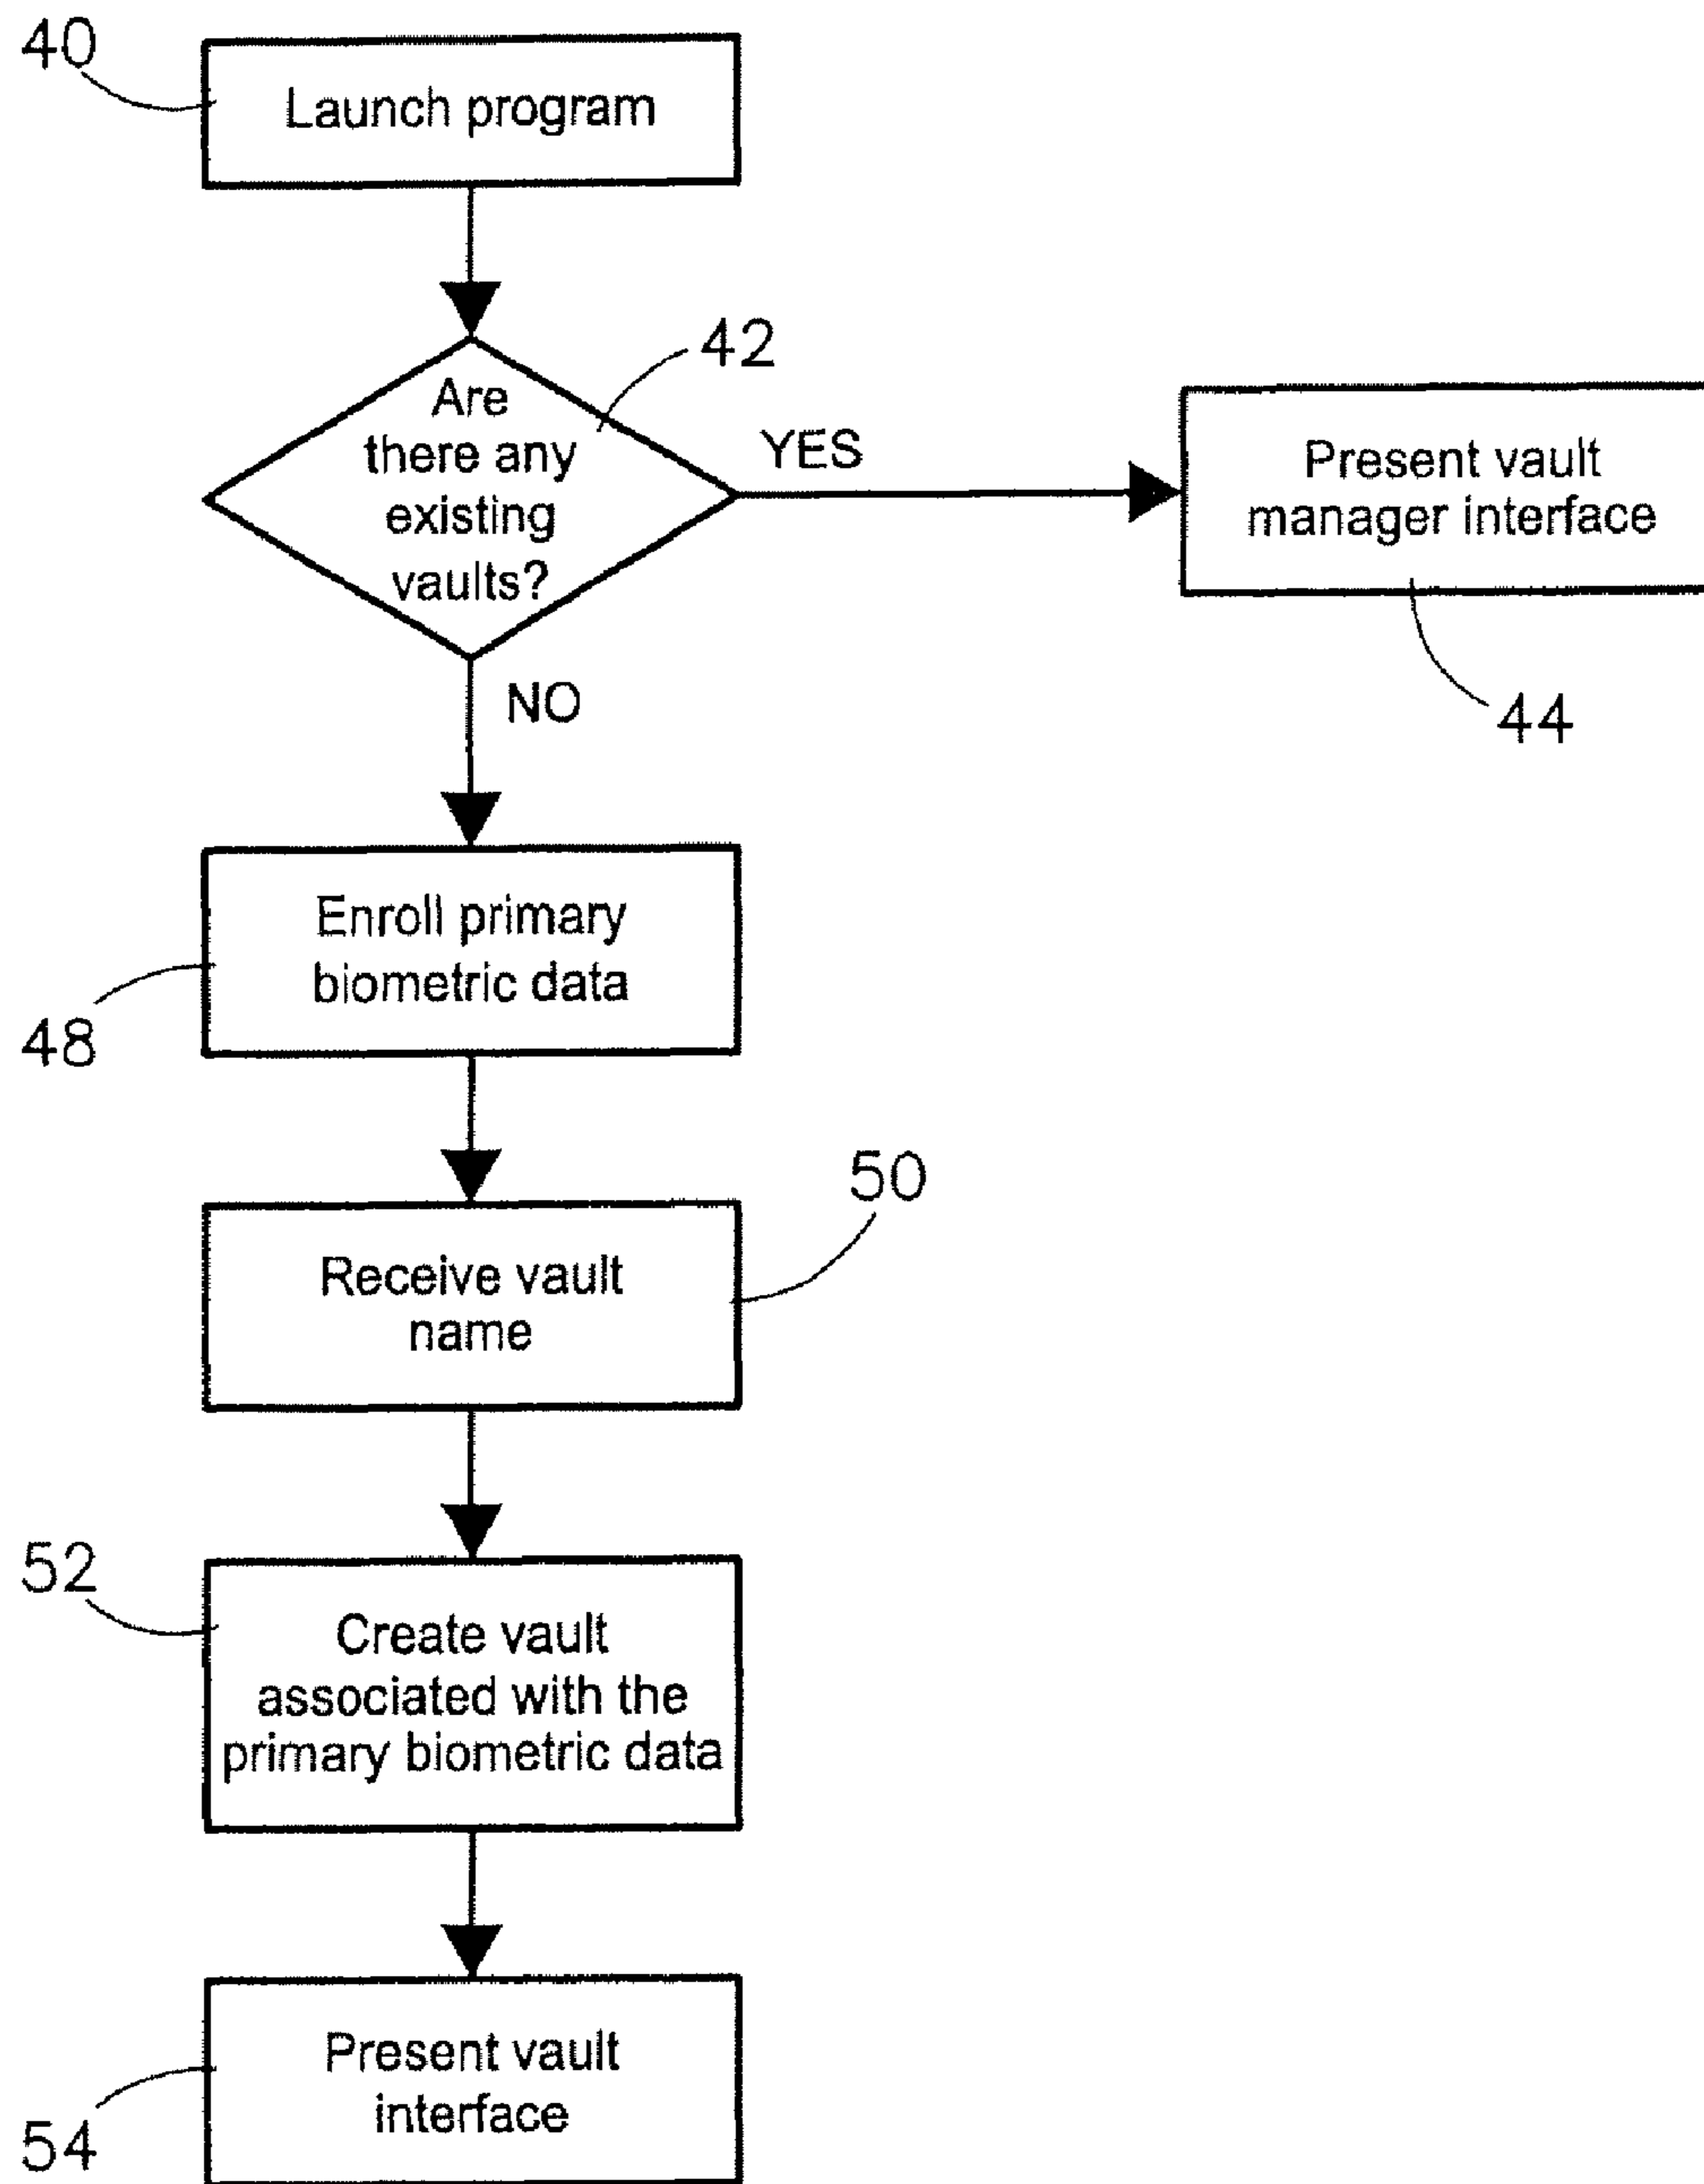 40
Launch program
42
Are
there any
existing
vaults?
YES
Present vault
manager interface
44
NO
Enroll primary
biometric data
48
50
Receive vault
name
52
Create vault
associated with the
primary biometric data
Present vault
interface
54